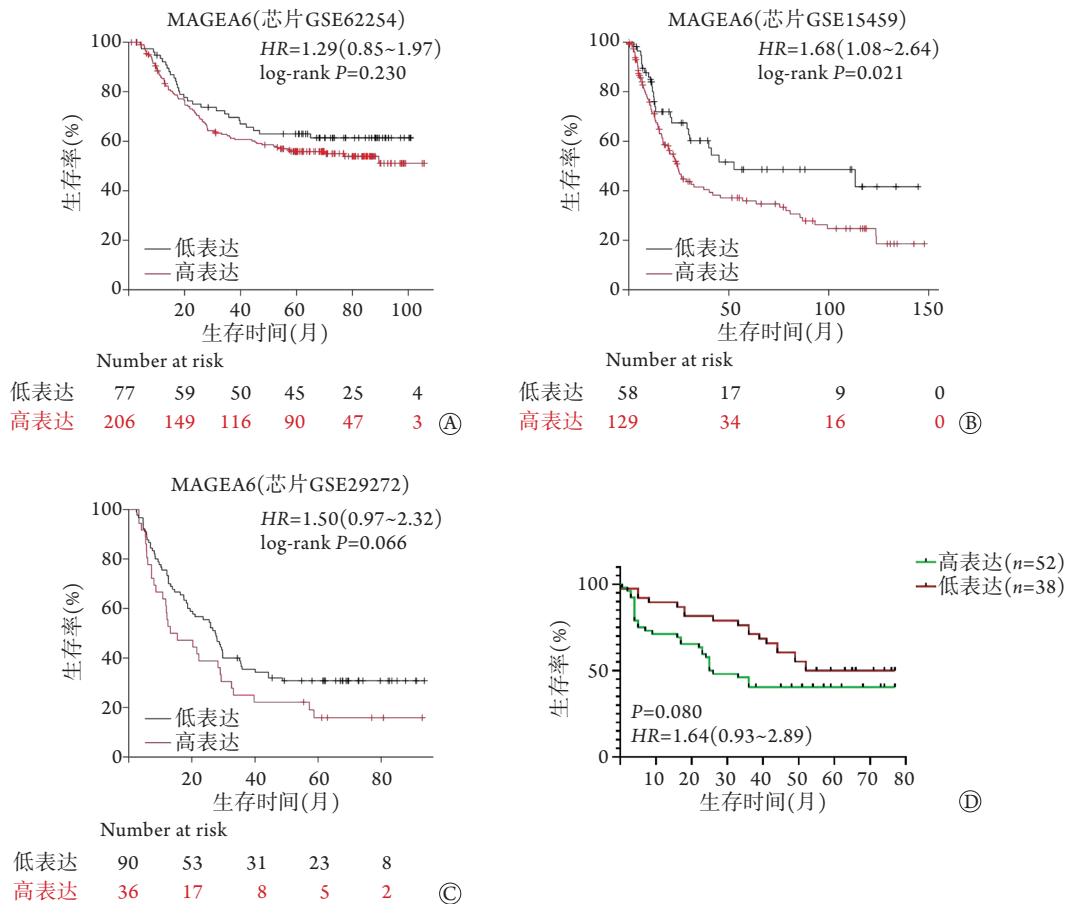 MAGEA6(芯片GSE62254)
HR=1.29(0.85~1.97)
log-rank P=0.230
100
80
60
40
20
0
生存率(%)
低表达
高表达
20 40 60 80 100
生存时间(月)
Number at risk
低表达 77 59 50 45 25 4
高表达 206 149 116 90 47 3 Ⓐ
MAGEA6(芯片GSE15459)
HR=1.68(1.08~2.64)
log-rank P=0.021
100
80
60
40
20
0
生存率(%)
低表达
高表达
50 100 150
生存时间(月)
Number at risk
低表达 58 17 9 0
高表达 129 34 16 0 Ⓑ
MAGEA6(芯片GSE29272)
HR=1.50(0.97~2.32)
log-rank P=0.066
100
80
60
40
20
0
生存率(%)
低表达
高表达
20 40 60 80
生存时间(月)
Number at risk
低表达 90 53 31 23 8
高表达 36 17 8 5 2 Ⓒ
高表达(n=52)
低表达(n=38)
100
50
0
生存率(%)
P=0.080
HR=1.64(0.93~2.89)
10 20 30 40 50 60 70 80
生存时间(月)
Ⓓ